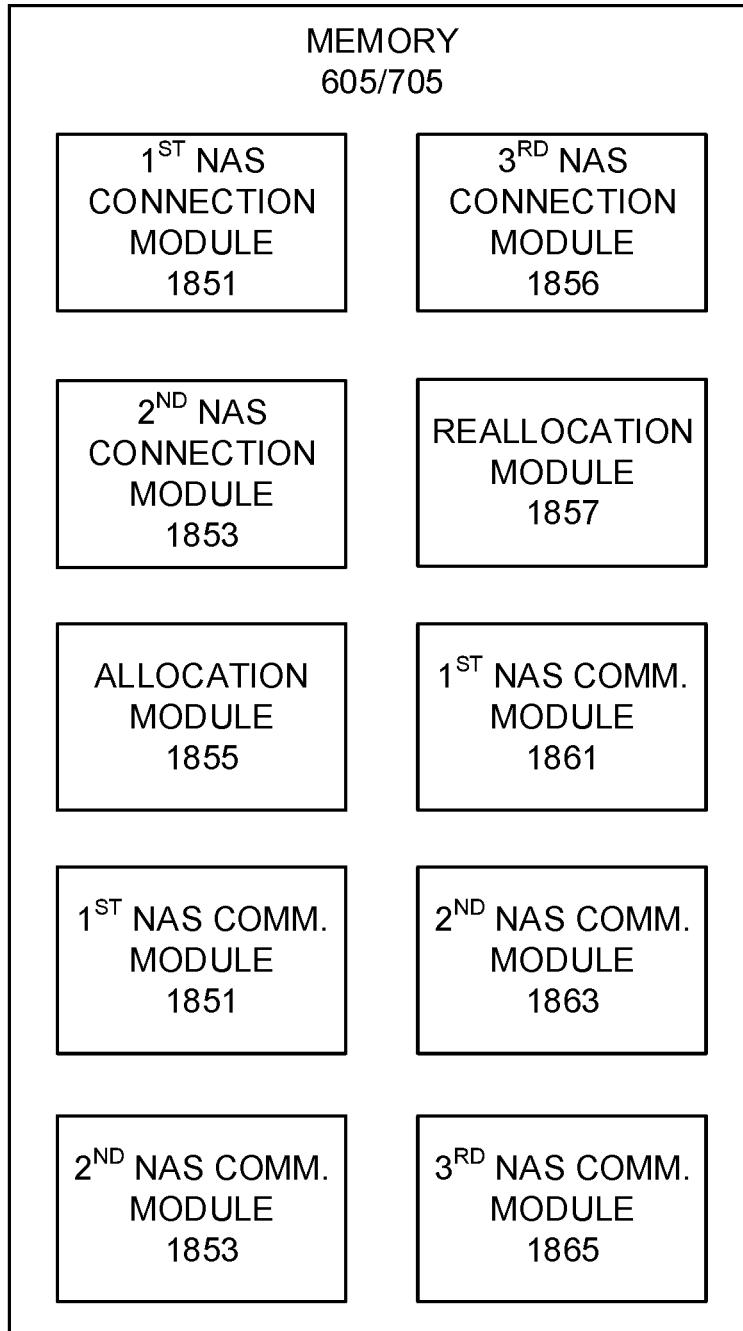 MEMORY
605/705
1ST NAS
CONNECTION
MODULE
1851
3RD NAS
CONNECTION
MODULE
1856
2ND NAS
CONNECTION
MODULE
1853
REALLOCATION
MODULE
1857
ALLOCATION
MODULE
1855
1ST NAS COMM.
MODULE
1861
1ST NAS COMM.
MODULE
1851
2ND NAS COMM.
MODULE
1863
2ND NAS COMM.
MODULE
1853
3RD NAS COMM.
MODULE
1865